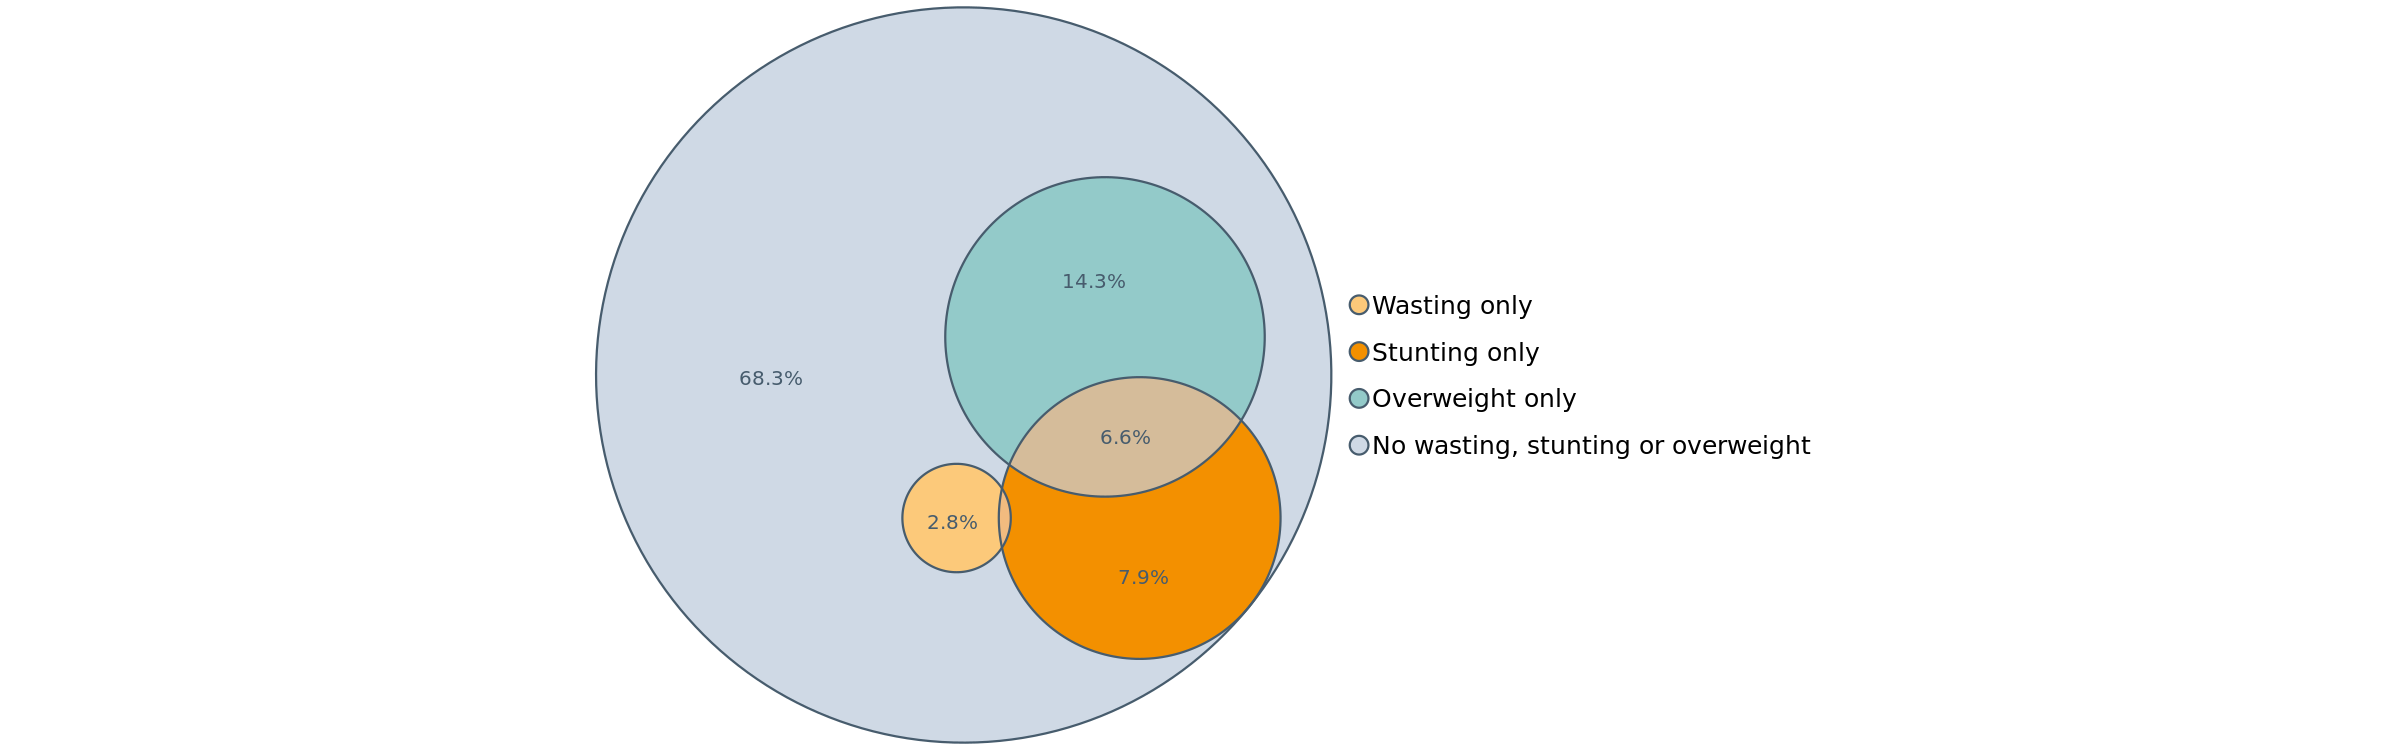 14.3%
68.3%
6.6%
2.8%
7.9%
Wasting only
Stunting only
Overweight only
No wasting, stunting or overweight